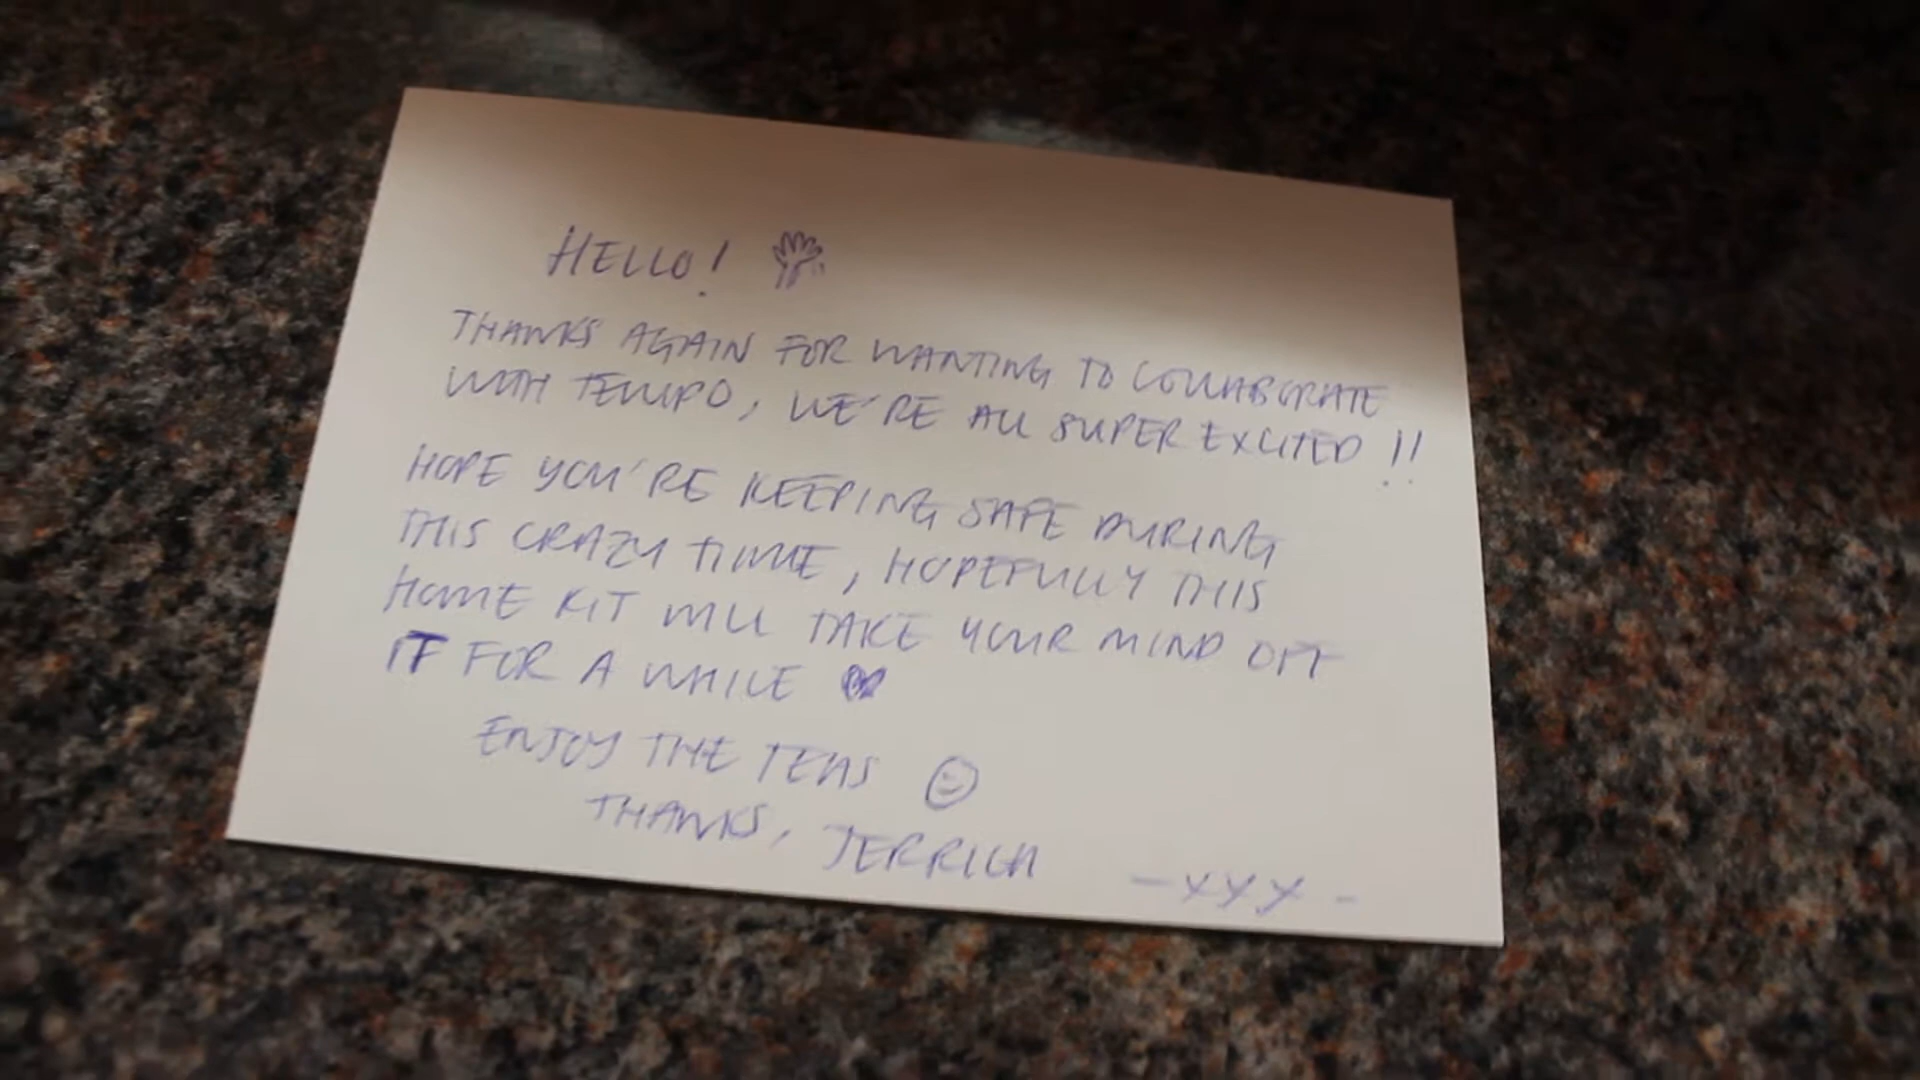 HELLO!
THANKS AGAIN FOR WANTING TO COLLABORATE
WITH TEMPO, WE'RE ALL SUPER EXCITED !!
HOPE YOU'RE KEEPING SAFE DURING
THIS CRAZY TIME, HOPEFULLY THIS
HOME KIT WILL TAKE YOUR MIND OFF
IT FOR A WHILE
ENJOY THE TEAS
THANKS, JERRICA -XXX-